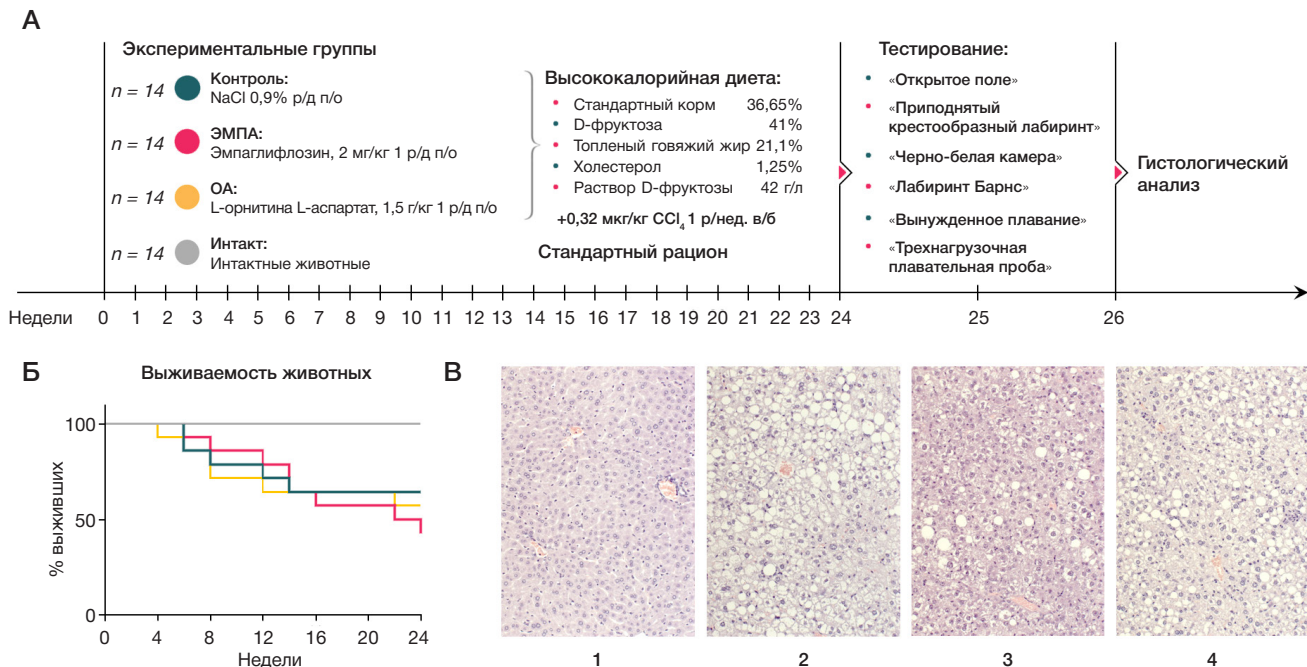 А
Экспериментальные группы
n = 14
Контроль:
NaCl 0,9% р/д п/о
n = 14
ЭМПА:
Эмпаглифлозин, 2 мг/кг 1 р/д п/о
n = 14
ОА:
L-орнитина L-аспартат, 1,5 г/кг 1 р/д п/о
n = 14
Интакт:
Интактные животные
Высококалорийная диета:
• Стандартный корм 36,65%
• D-фруктоза 41%
• Топленый говяжий жир 21,1%
• Холестерол 1,25%
• Раствор D-фруктозы 42 г/л
+0,32 мкг/кг CCl₄ 1 р/нед. в/б
Стандартный рацион
Тестирование:
• «Открытое поле»
• «Приподнятый
крестообразный лабиринт»
• «Черно-белая камера»
• «Лабиринт Барнс»
• «Вынужденное плавание»
• «Трехнагрузочная
плавательная проба»
Гистологический
анализ
Недели 0 1 2 3 4 5 6 7 8 9 10 11 12 13 14 15 16 17 18 19 20 21 22 23 24 25 26
Б
Выживаемость животных
% выживших
100
50
0
0 4 8 12 16 20 24
Недели
В
1 2 3 4